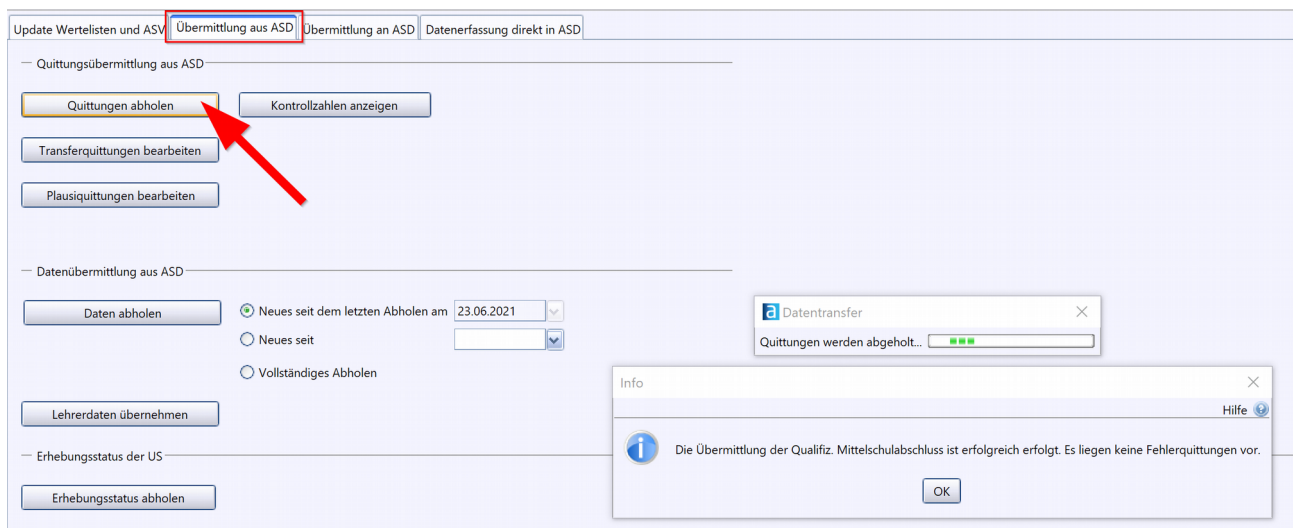 Update Wertelisten und ASV Übermittlung aus ASD Übermittlung an ASD Datenerfassung direkt in ASD
Quittungsübermittlung aus ASD
Quittungen abholen Kontrollzahlen anzeigen
Transferquittungen bearbeiten
Plausiquittungen bearbeiten
Datenübermittlung aus ASD
Daten abholen Neues seit dem letzten Abholen am 23.06.2021
Neues seit
Vollständiges Abholen
Lehrerdaten übernehmen
Erhebungsstatus der US
Erhebungsstatus abholen
a Datentransfer
Quittungen werden abgeholt...
Info
Hilfe
Die Übermittlung der Qualifiz. Mittelschulabschluss ist erfolgreich erfolgt. Es liegen keine Fehlerquittungen vor.
OK